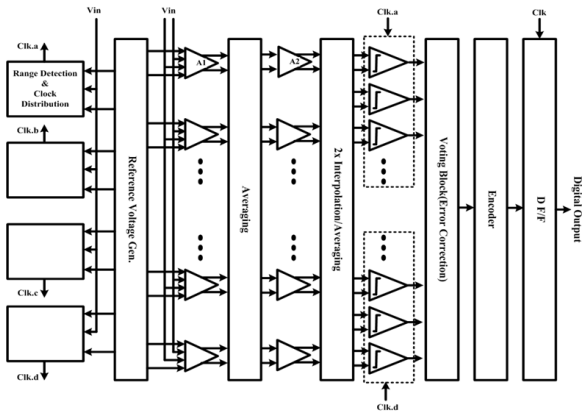 Vin
Vin
Clk.a
Clk
Clk.a
Range Detection
&
Clock
Distribution
Clk.b
Clk.c
Clk.d
Reference Voltage Gen.
A1
Averaging
A2
2x Interpolation/Averaging
Voting Block(Error Correction)
Encoder
D F/F
Digital Output
Clk.d